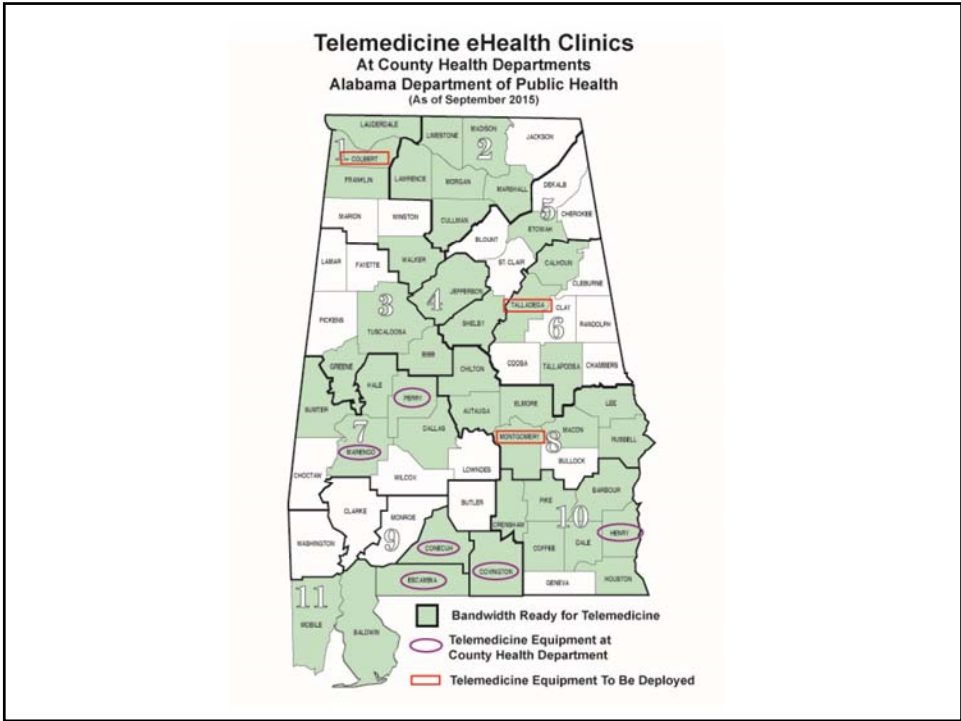 Telemedicine eHealth Clinics
At County Health Departments
Alabama Department of Public Health
(As of September 2015)
LAUDERDALE
LIMESTONE
MADISON
JACKSON
1
COLBERT
2
FRANKLIN
LAWRENCE
MORGAN
MARSHALL
DEKALB
5
CHEROKEE
MARION
WINSTON
CULLMAN
BLOUNT
ETOWAH
LAMAR
FAYETTE
WALKER
ST. CLAIR
CALHOUN
CLEBURNE
3
4
JEFFERSON
TALLADEGA
CLAY
PICKENS
TUSCALOOSA
SHELBY
6
RANDOLPH
BIBB
GREENE
HALE
CHILTON
COOSA
TALLAPOOSA
CHAMBERS
SUMTER
PERRY
AUTAUGA
ELMORE
LEE
7
DALLAS
MONTGOMERY
8
MACON
RUSSELL
MARENGO
BULLOCK
CHOCTAW
WILCOX
LOWNDES
BARBOUR
CLARKE
MONROE
BUTLER
PIKE
CRENSHAW
10
WASHINGTON
9
CONECUH
COFFEE
DALE
HENRY
ESCAMBIA
COVINGTON
GENEVA
HOUSTON
11
MOBILE
BALDWIN
Bandwidth Ready for Telemedicine
Telemedicine Equipment at
County Health Department
Telemedicine Equipment To Be Deployed